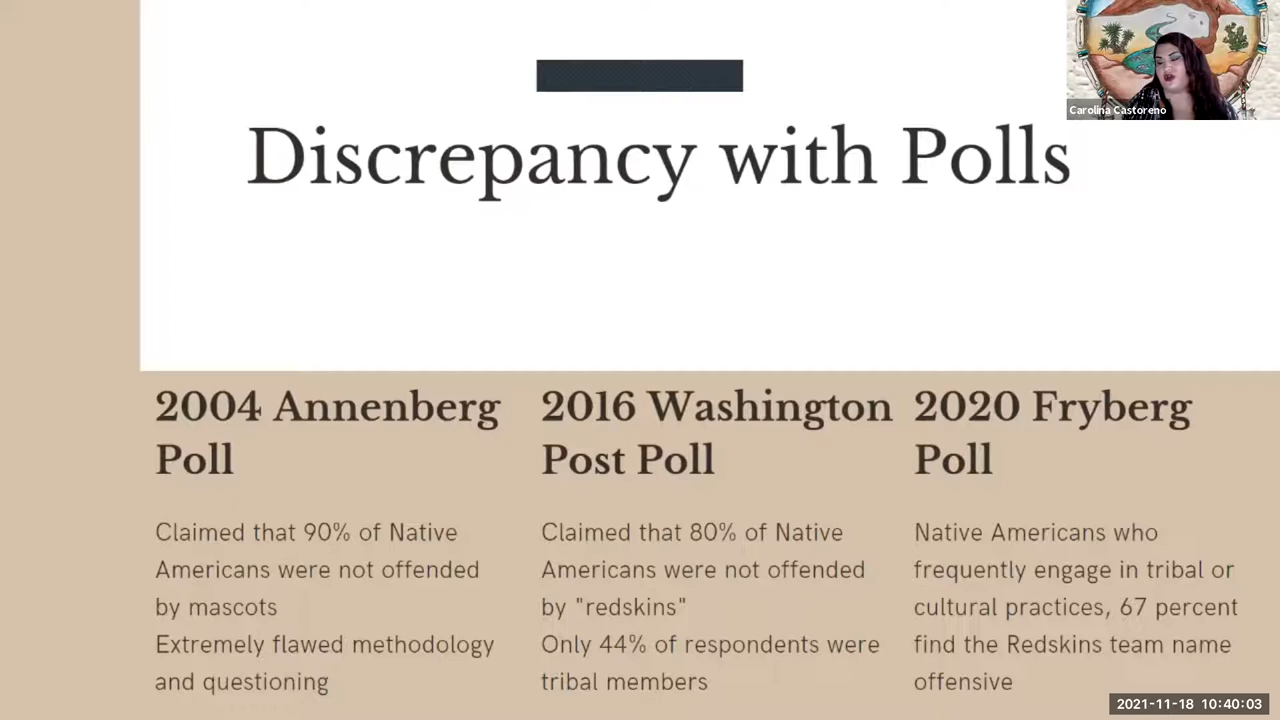 Carolina Castoreno
Discrepancy with Polls
2004 Annenberg
Poll
Claimed that 90% of Native
Americans were not offended
by mascots
Extremely flawed methodology
and questioning
2016 Washington
Post Poll
Claimed that 80% of Native
Americans were not offended
by "redskins"
Only 44% of respondents were
tribal members
2020 Fryberg
Poll
Native Americans who
frequently engage in tribal or
cultural practices, 67 percent
find the Redskins team name
offensive
2021-11-18 10:40:03